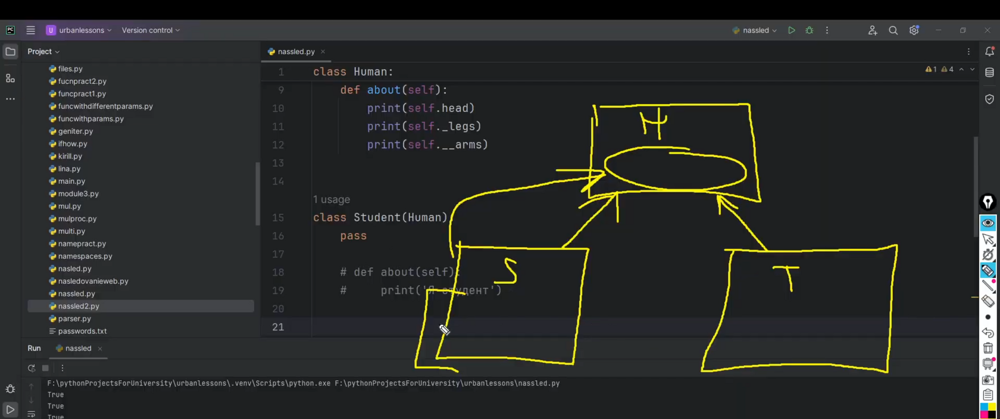 PC U urbanlessons Version control nassled
Project
nassled.py
files.py
fucnpract2.py
funcpract1.py
funcwithdifferentparams.py
funcwithparams.py
geniter.py
ifhow.py
kirill.py
lina.py
main.py
module3.py
mul.py
mulproc.py
multi.py
namepract.py
namespaces.py
nasled.py
nasledovanieweb.py
nassled.py
nassled2.py
parser.py
passwords.txt
1 class Human:
1 4
9 def about(self):
10 print(self.head)
11 print(self._legs)
12 print(self.__arms)
13
14
1 usage
15 class Student(Human)
16 pass
17
18 # def about(self):
19 # print('Я студент')
20
21
Ч
S
T
Run nassled
F:\pythonProjectsForUniversity\urbanlessons\.venv\Scripts\python.exe F:\pythonProjectsForUniversity\urbanlessons\nassled.py
True
True
True